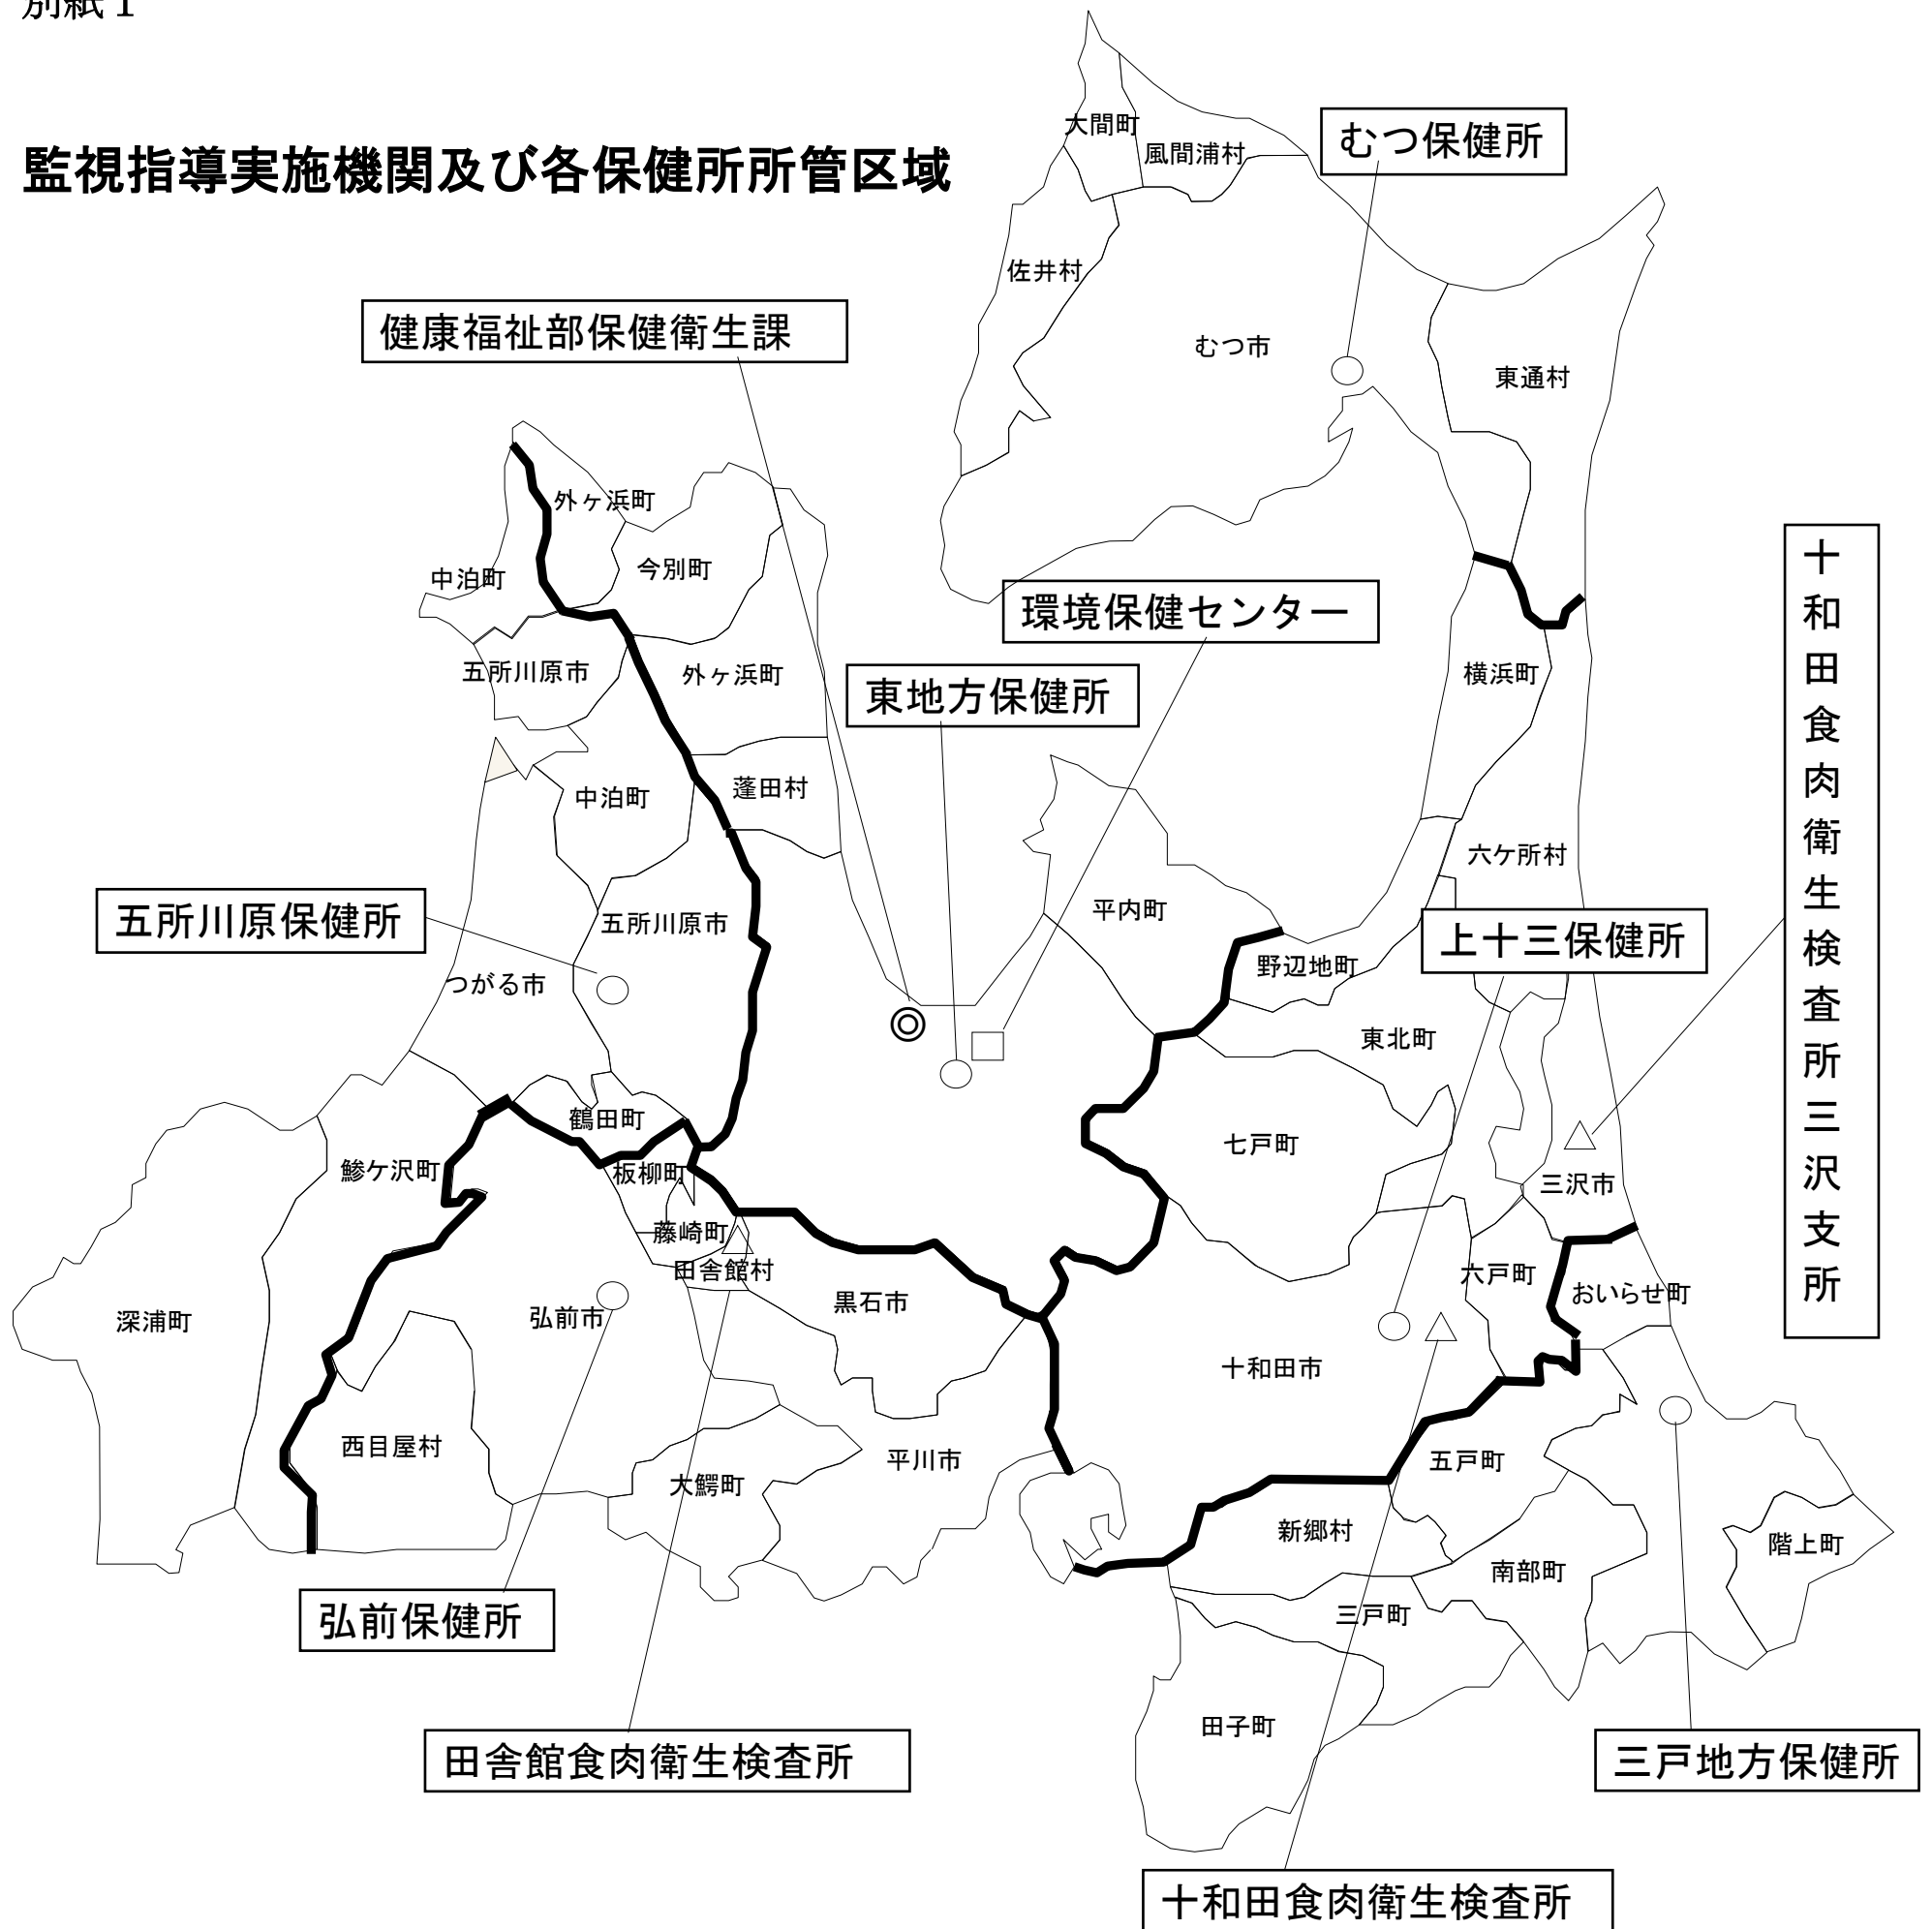 別紙１
監視指導実施機関及び各保健所所管区域
大間町
風間浦村
むつ保健所
佐井村
健康福祉部保健衛生課
むつ市
東通村
外ヶ浜町
今別町
中泊町
環境保健センター
十和田食肉衛生検査所三沢支所
五所川原市
外ヶ浜町
東地方保健所
横浜町
中泊町
蓬田村
六ケ所村
五所川原保健所
五所川原市
平内町
上十三保健所
つがる市
野辺地町
東北町
鶴田町
七戸町
鰺ケ沢町
板柳町
三沢市
藤崎町
田舎館村
六戸町
おいらせ町
深浦町
弘前市
黒石市
十和田市
西目屋村
大鰐町
平川市
五戸町
新郷村
階上町
南部町
弘前保健所
三戸町
田子町
田舎館食肉衛生検査所
三戸地方保健所
十和田食肉衛生検査所